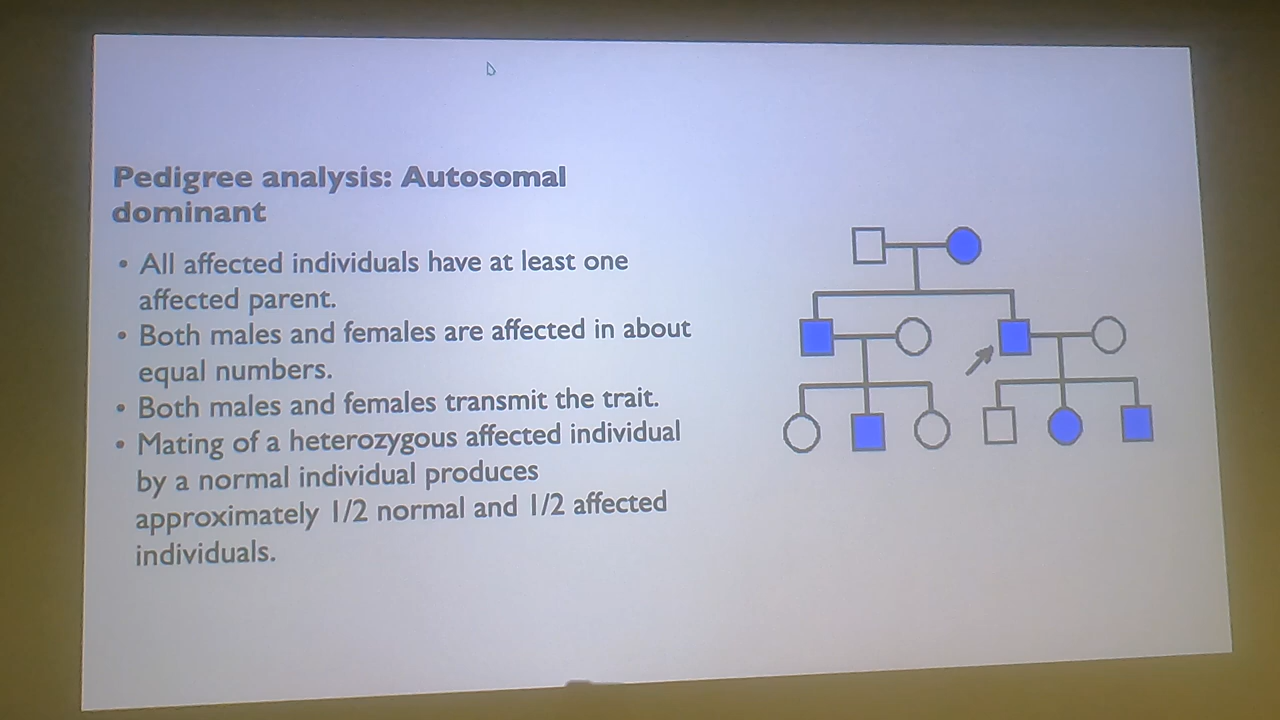 Pedigree analysis: Autosomal
dominant
• All affected individuals have at least one
affected parent.
• Both males and females are affected in about
equal numbers.
• Both males and females transmit the trait.
• Mating of a heterozygous affected individual
by a normal individual produces
approximately 1/2 normal and 1/2 affected
individuals.